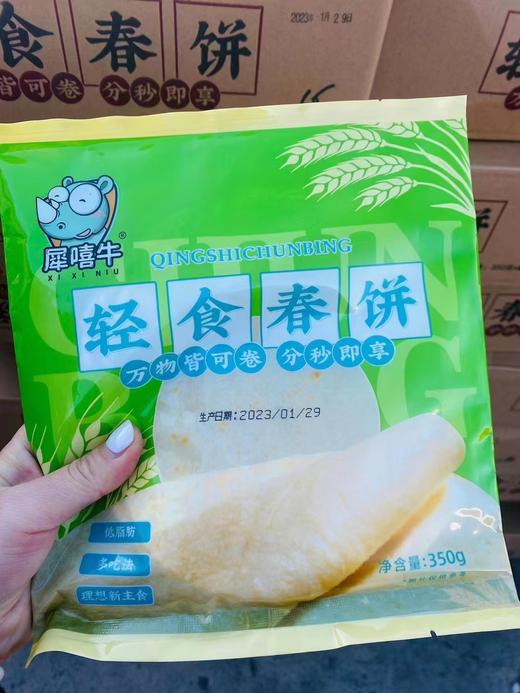 食春饼
2023年 1月 29日
皆可卷 分秒即享
犀嘻牛®
XI XI NIU
QINGSHICHUNBING
轻食春饼
万物皆可卷 分秒即享
生产日期:2023/01/29
低脂肪
多吃法
理想新主食
净含量:350g